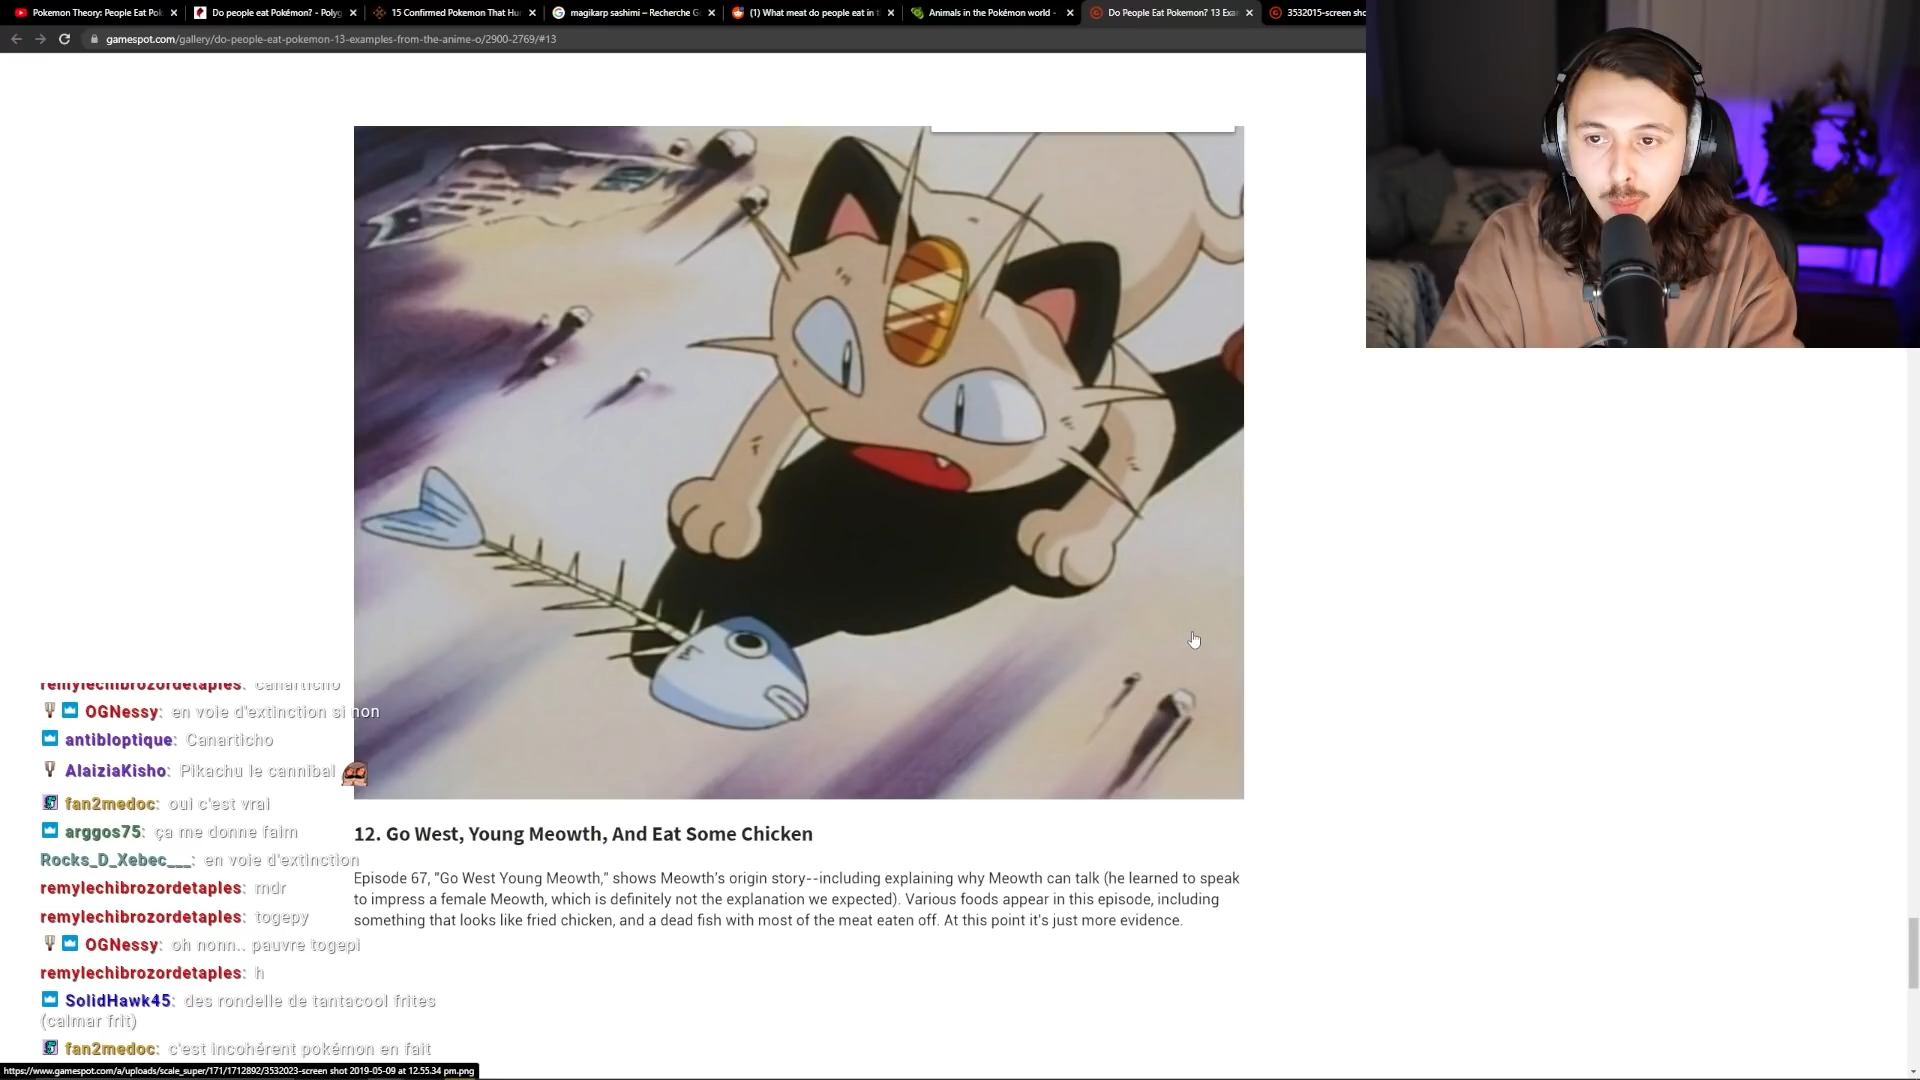 Pokemon Theory: People Eat Pok
Do people eat Pokémon? - Polyg
15 Confirmed Pokemon That Hu
magikarp sashimi – Recherche G
(1) What meat do people eat in t
Animals in the Pokémon world -
Do People Eat Pokemon? 13 Exa
3532015-screen sho
gamespot.com/gallery/do-people-eat-pokemon-13-examples-from-the-anime-o/2900-2769/#13
remylechibrozordetaples: canarticho
OGNessy: en voie d'extinction si non
antibloptique: Canarticho
AlaiziaKisho: Pikachu le cannibal
fan2medoc: oui c'est vrai
arggos75: ça me donne faim
Rocks_D_Xebec___: en voie d'extinction
remylechibrozordetaples: mdr
remylechibrozordetaples: togepy
OGNessy: oh nonn.. pauvre togepi
remylechibrozordetaples: h
SolidHawk45: des rondelle de tantacool frites
(calmar frit)
fan2medoc: c'est incohérent pokémon en fait
12. Go West, Young Meowth, And Eat Some Chicken
Episode 67, "Go West Young Meowth," shows Meowth's origin story--including explaining why Meowth can talk (he learned to speak
to impress a female Meowth, which is definitely not the explanation we expected). Various foods appear in this episode, including
something that looks like fried chicken, and a dead fish with most of the meat eaten off. At this point it's just more evidence.
https://www.gamespot.com/a/uploads/scale_super/171/1712892/3532023-screen shot 2019-05-09 at 12.55.34 pm.png